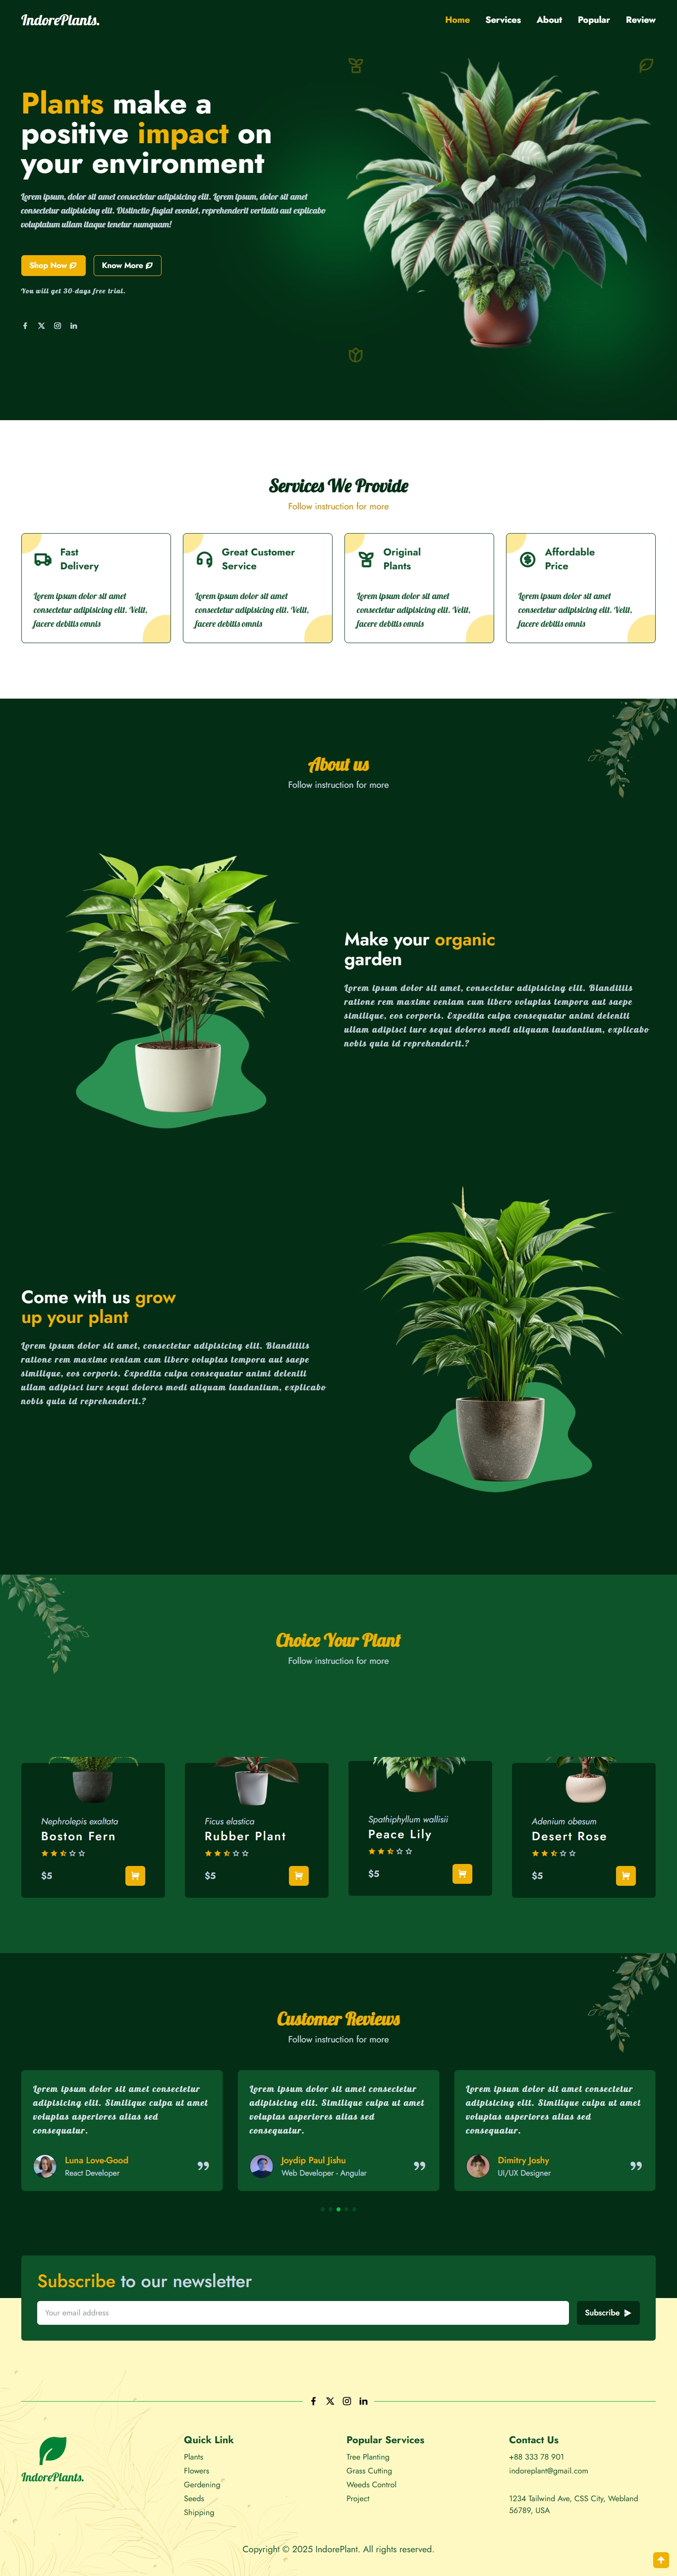 IndorePlants.
Home Services About Popular Review
Plants make a
positive impact on
your environment
Lorem ipsum, dolor sit amet consectetur adipisicing elit. Lorem ipsum, dolor sit amet
consectetur adipisicing elit. Distinctio fugiat eveniet, reprehenderit veritatis aut explicabo
voluptatum ullam itaque tenetur numquam!
Shop Now Know More
You will get 30-days free trial.
Services We Provide
Follow instruction for more
Fast
Delivery
Lorem ipsum dolor sit amet
consectetur adipisicing elit. Velit,
facere debitis omnis
Great Customer
Service
Lorem ipsum dolor sit amet
consectetur adipisicing elit. Velit,
facere debitis omnis
Original
Plants
Lorem ipsum dolor sit amet
consectetur adipisicing elit. Velit,
facere debitis omnis
Affordable
Price
Lorem ipsum dolor sit amet
consectetur adipisicing elit. Velit,
facere debitis omnis
About us
Follow instruction for more
Make your organic
garden
Lorem ipsum dolor sit amet, consectetur adipisicing elit. Blanditiis
ratione rem maxime veniam cum libero voluptas tempora aut saepe
similique, eos corporis. Expedita culpa consequatur animi deleniti
ullam adipisci iure sequi dolores modi aliquam laudantium, explicabo
nobis quia id reprehenderit.?
Come with us grow
up your plant
Lorem ipsum dolor sit amet, consectetur adipisicing elit. Blanditiis
ratione rem maxime veniam cum libero voluptas tempora aut saepe
similique, eos corporis. Expedita culpa consequatur animi deleniti
ullam adipisci iure sequi dolores modi aliquam laudantium, explicabo
nobis quia id reprehenderit.?
Choice Your Plant
Follow instruction for more
Nephrolepis exaltata
Boston Fern
$5
Ficus elastica
Rubber Plant
$5
Spathiphyllum wallisii
Peace Lily
$5
Adenium obesum
Desert Rose
$5
Customer Reviews
Follow instruction for more
Lorem ipsum dolor sit amet consectetur
adipisicing elit. Similique culpa ut amet
voluptas asperiores alias sed
consequatur.
Luna Love-Good
React Developer
Lorem ipsum dolor sit amet consectetur
adipisicing elit. Similique culpa ut amet
voluptas asperiores alias sed
consequatur.
Joydip Paul Jishu
Web Developer - Angular
Lorem ipsum dolor sit amet consectetur
adipisicing elit. Similique culpa ut amet
voluptas asperiores alias sed
consequatur.
Dimitry Joshy
UI/UX Designer
Subscribe to our newsletter
Your email address
Subscribe
IndorePlants.
Quick Link
Plants
Flowers
Gerdening
Seeds
Shipping
Popular Services
Tree Planting
Grass Cutting
Weeds Control
Project
Contact Us
+88 333 78 901
indoreplant@gmail.com
1234 Tailwind Ave, CSS City, Webland
56789, USA
Copyright © 2025 IndorePlant. All rights reserved.